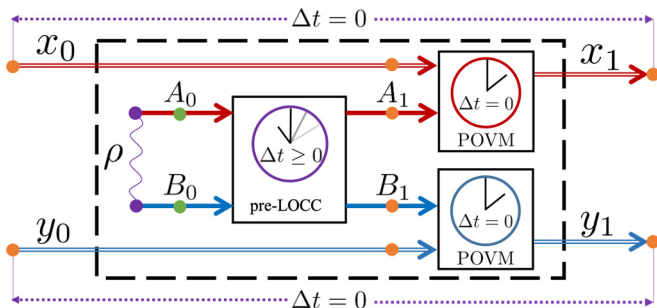 Δt = 0
x₀ x₁
A₀ A₁ Δt = 0
POVM
ρ Δt ≥ 0
B₀ B₁ Δt = 0
pre-LOCC
y₀ y₁
POVM
Δt = 0